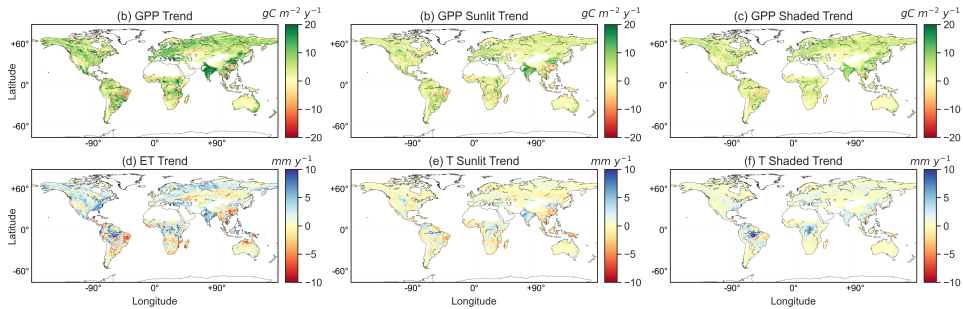 (b) GPP Trend gC m⁻² y⁻¹
(b) GPP Sunlit Trend gC m⁻² y⁻¹
(c) GPP Shaded Trend gC m⁻² y⁻¹
Latitude
+60°
0°
-60°
-90° 0° +90°
20
10
0
−10
−20
+60°
0°
-60°
-90° 0° +90°
20
10
0
−10
−20
+60°
0°
-60°
-90° 0° +90°
20
10
0
−10
−20
(d) ET Trend mm y⁻¹
(e) T Sunlit Trend mm y⁻¹
(f) T Shaded Trend mm y⁻¹
Latitude
+60°
0°
-60°
-90° 0° +90°
Longitude
10
5
0
−5
−10
+60°
0°
-60°
-90° 0° +90°
Longitude
10
5
0
−5
−10
+60°
0°
-60°
-90° 0° +90°
Longitude
10
5
0
−5
−10